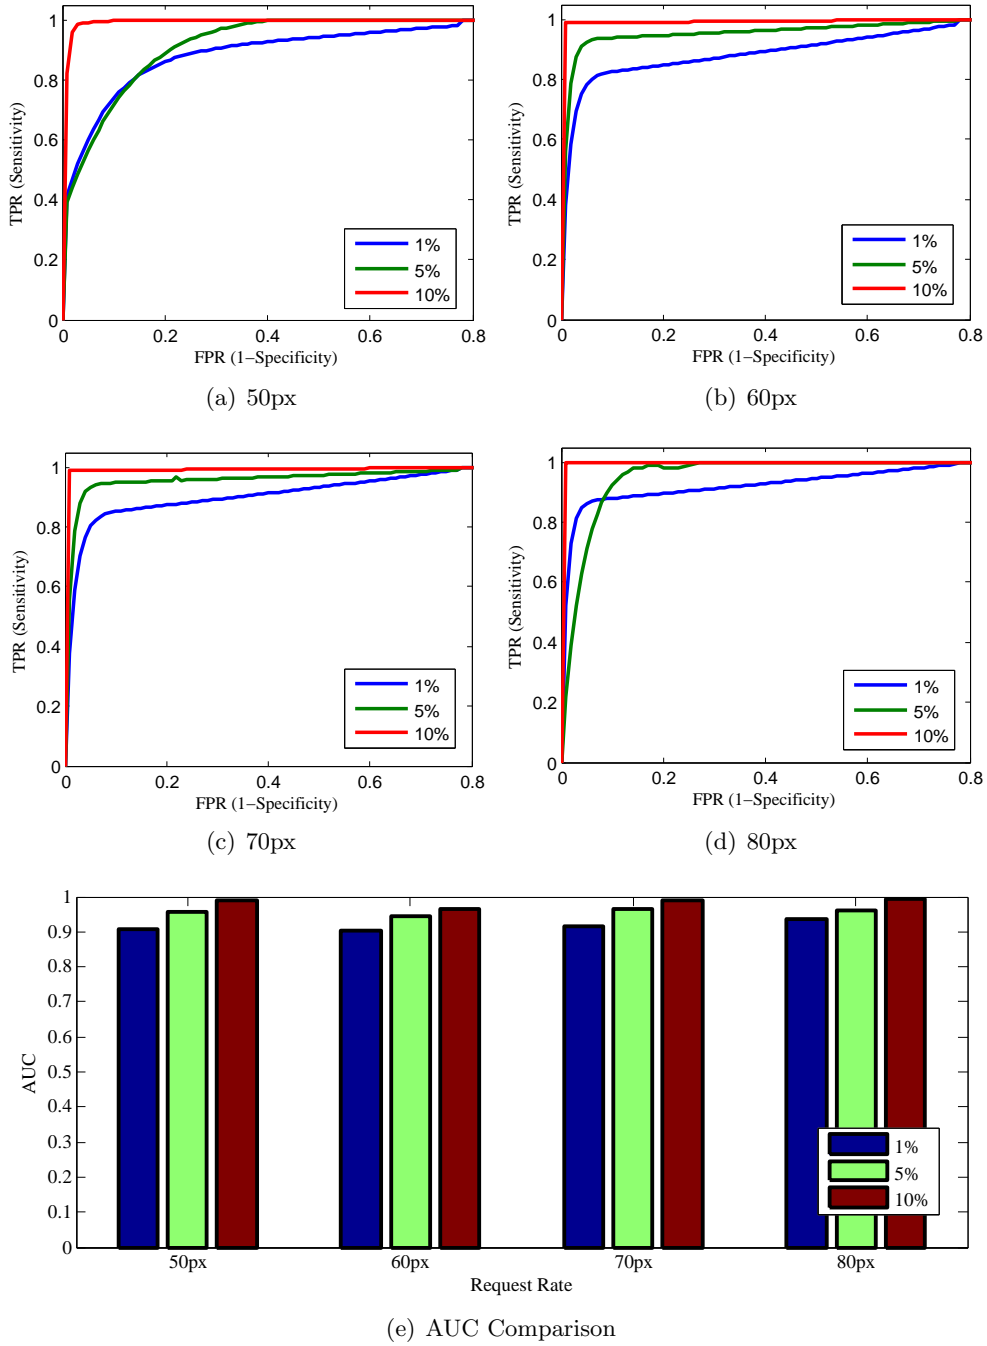 1
0.8
0.6
0.4
0.2
0
TPR (Sensitivity)
1%
5%
10%
0 0.2 0.4 0.6 0.8
FPR (1−Specificity)
(a) 50px
1
0.8
0.6
0.4
0.2
0
TPR (Sensitivity)
1%
5%
10%
0 0.2 0.4 0.6 0.8
FPR (1−Specificity)
(b) 60px
1
0.8
0.6
0.4
0.2
0
TPR (Sensitivity)
1%
5%
10%
0 0.2 0.4 0.6 0.8
FPR (1−Specificity)
(c) 70px
1
0.8
0.6
0.4
0.2
0
TPR (Sensitivity)
1%
5%
10%
0 0.2 0.4 0.6 0.8
FPR (1−Specificity)
(d) 80px
1
0.9
0.8
0.7
0.6
0.5
0.4
0.3
0.2
0.1
0
AUC
1%
5%
10%
50px 60px 70px 80px
Request Rate
(e) AUC Comparison